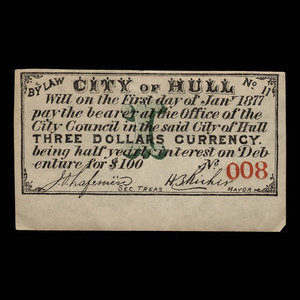 BY LAW CITY OF HULL No 11
Will on the First day of Jany 1877
pay the bearer at the Office of the
City Council in the said City of Hull
THREE DOLLARS CURRENCY.
being half yearly interest on Deb-
enture for $100 No 008
SEC. TREAS. MAYOR